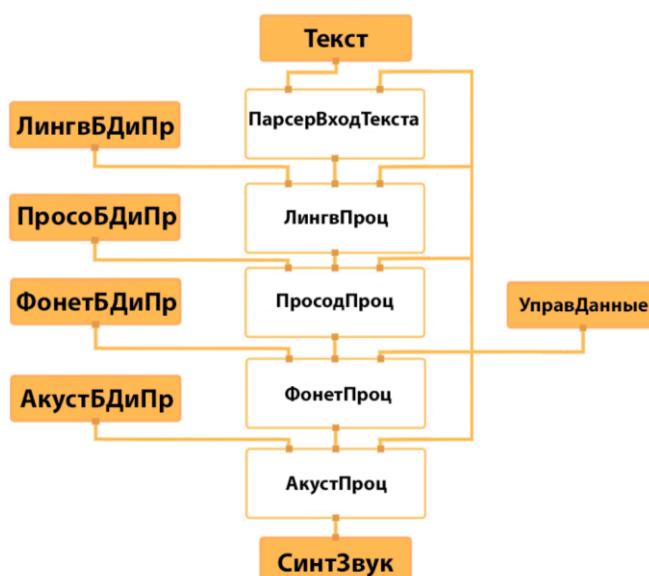 Текст
ПарсерВходТекста
ЛингвБДиПр
ЛингвПроц
ПросоБДиПр
ПросодПроц
ФонетБДиПр
УправДанные
ФонетПроц
АкустБДиПр
АкустПроц
СинтЗвук